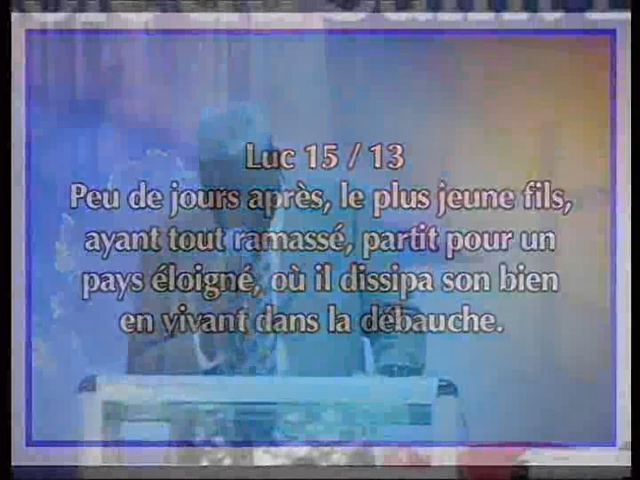 Luc 15 / 13
Peu de jours après, le plus jeune fils,
ayant tout ramassé, partit pour un
pays éloigné, où il dissipa son bien
en vivant dans la débauche.